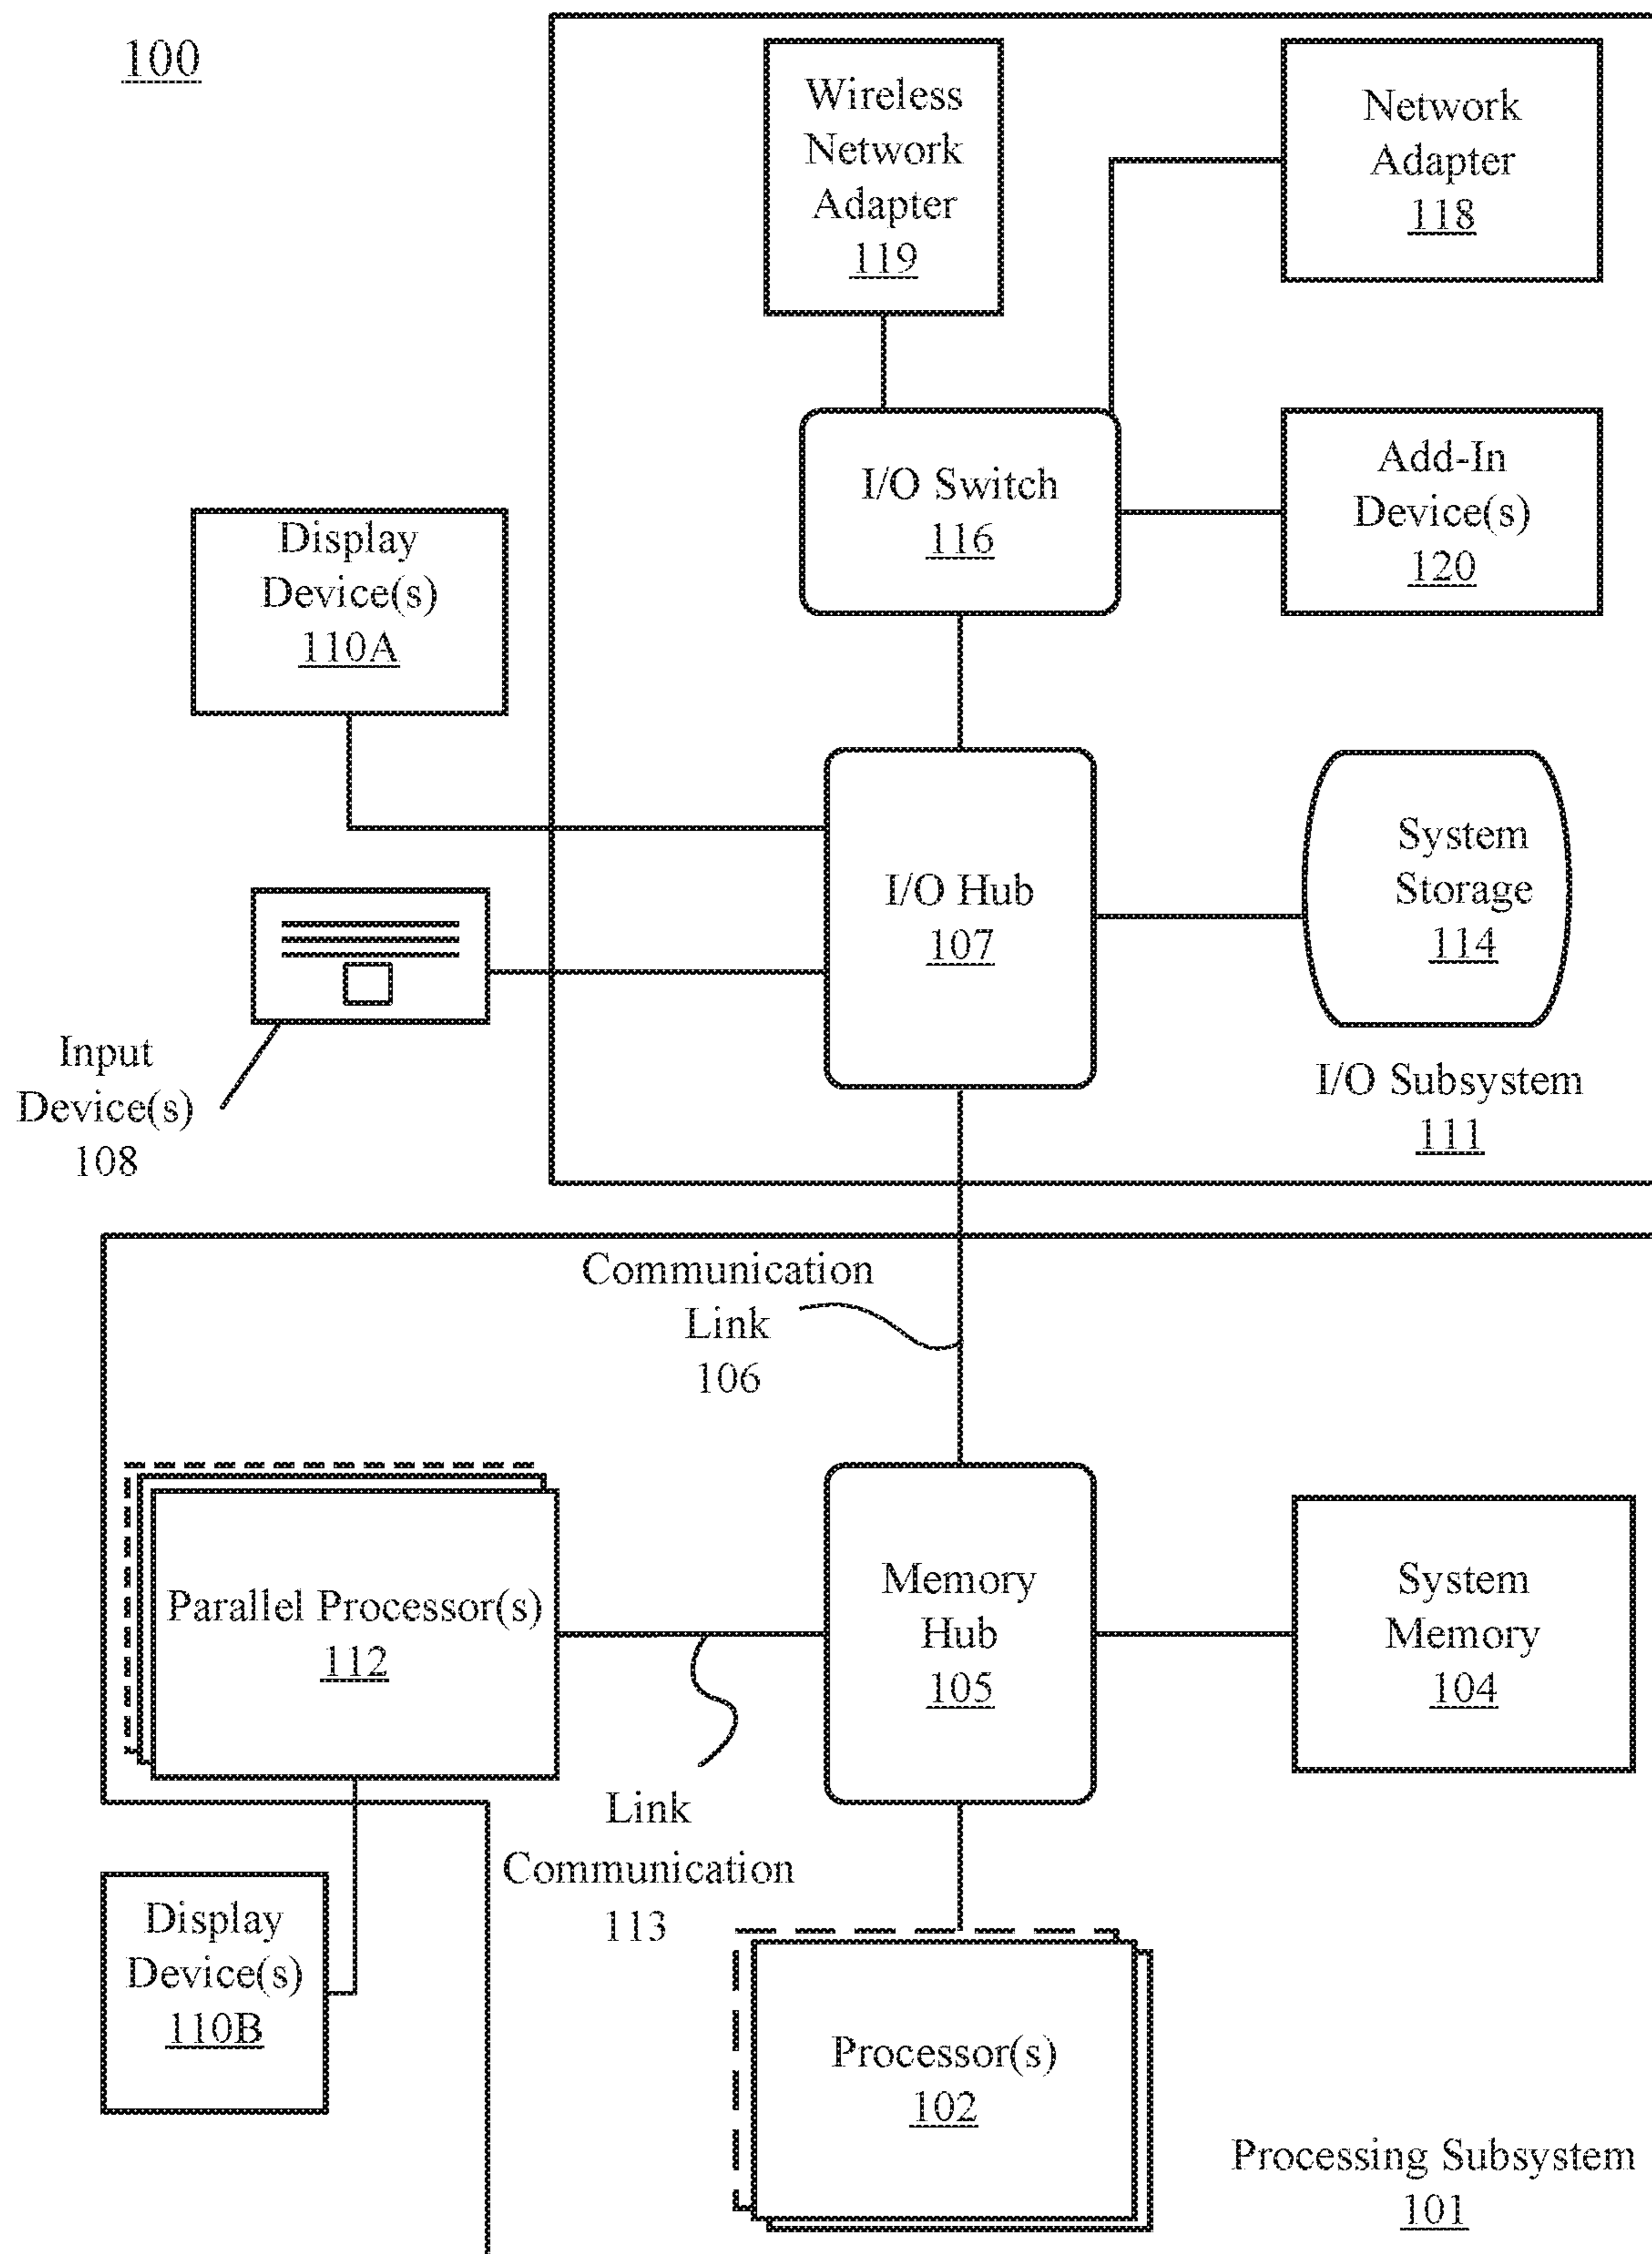 100
Wireless
Network
Adapter
119
Network
Adapter
118
I/O Switch
116
Add-In
Device(s)
120
Display
Device(s)
110A
I/O Hub
107
System
Storage
114
Input
Device(s)
108
I/O Subsystem
111
Communication
Link
106
Parallel Processor(s)
112
Memory
Hub
105
System
Memory
104
Link
Communication
113
Display
Device(s)
110B
Processor(s)
102
Processing Subsystem
101